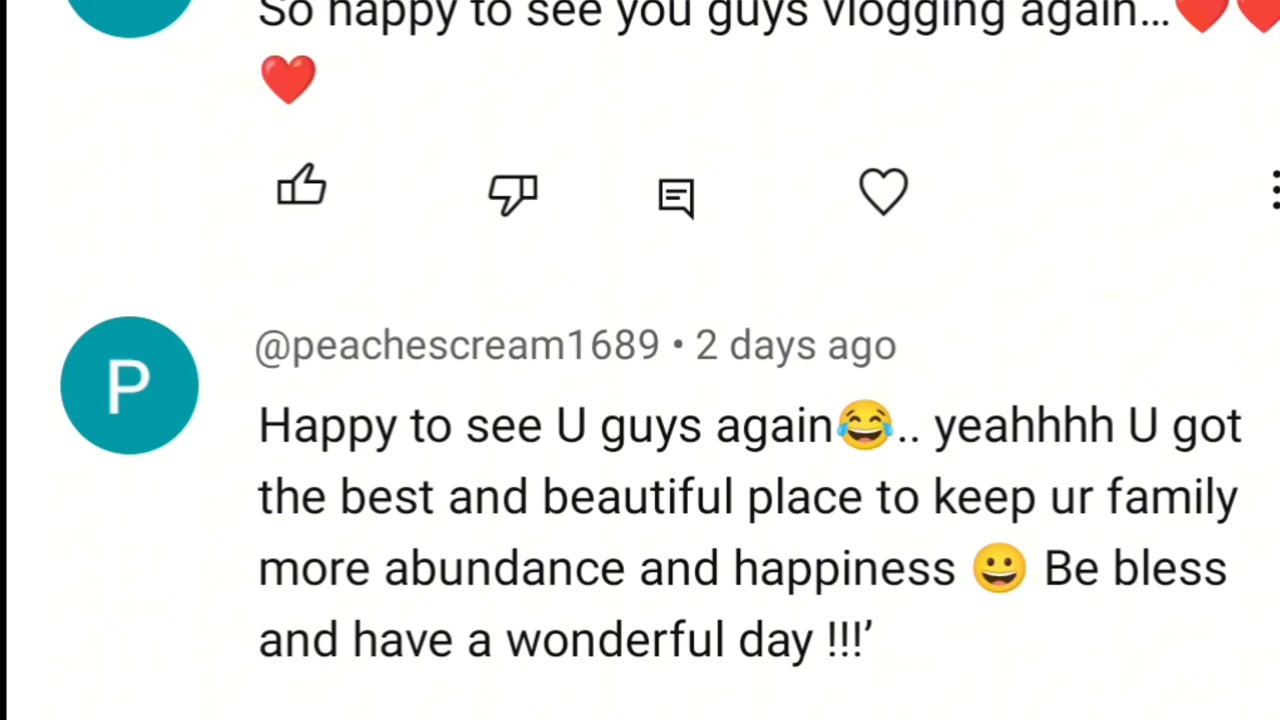 So happy to see you guys vlogging again...❤️❤️
❤️
@peachescream1689 • 2 days ago
P
Happy to see U guys again😂.. yeahhhh U got
the best and beautiful place to keep ur family
more abundance and happiness 😀 Be bless
and have a wonderful day !!!’